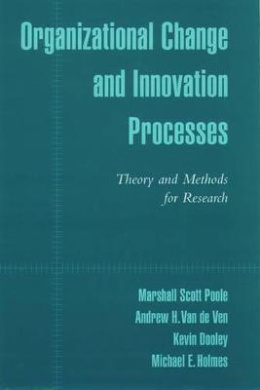 Organizational Change
and Innovation
Processes
Theory and Methods
for Research
Marshall Scott Poole
Andrew H. Van de Ven
Kevin Dooley
Michael E. Holmes